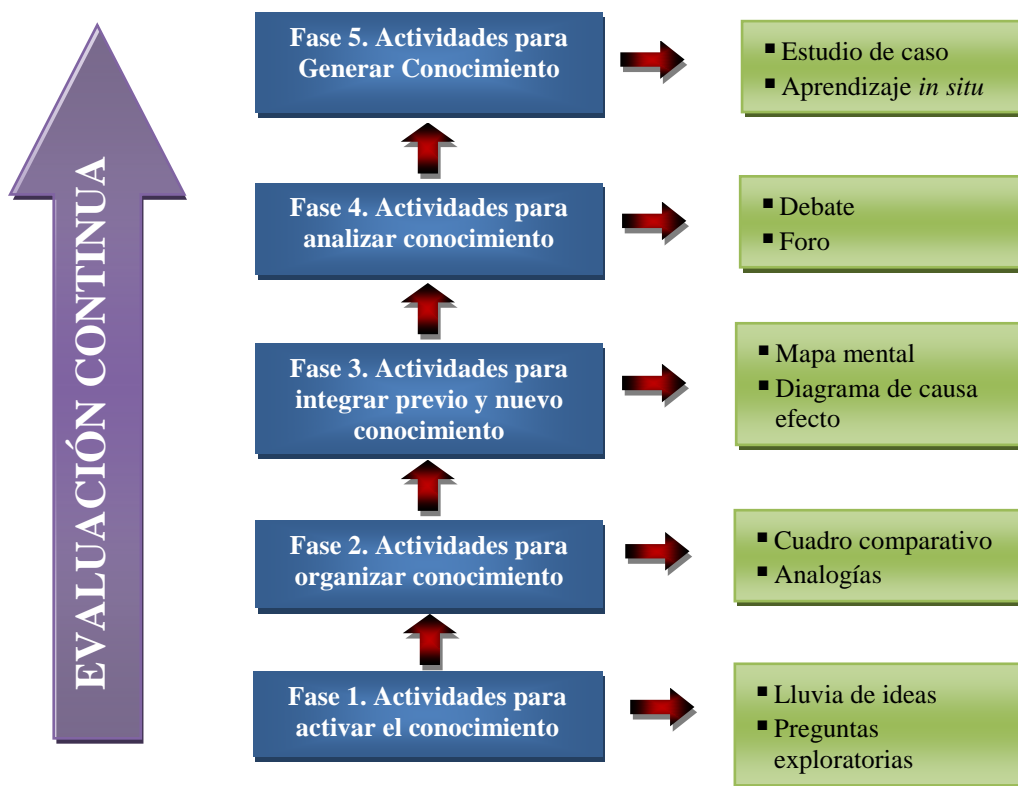 EVALUACIÓN CONTINUA
Fase 5. Actividades para
Generar Conocimiento
▪ Estudio de caso
▪ Aprendizaje in situ
Fase 4. Actividades para
analizar conocimiento
▪ Debate
▪ Foro
Fase 3. Actividades para
integrar previo y nuevo
conocimiento
▪ Mapa mental
▪ Diagrama de causa
efecto
Fase 2. Actividades para
organizar conocimiento
▪ Cuadro comparativo
▪ Analogías
Fase 1. Actividades para
activar el conocimiento
▪ Lluvia de ideas
▪ Preguntas
exploratorias